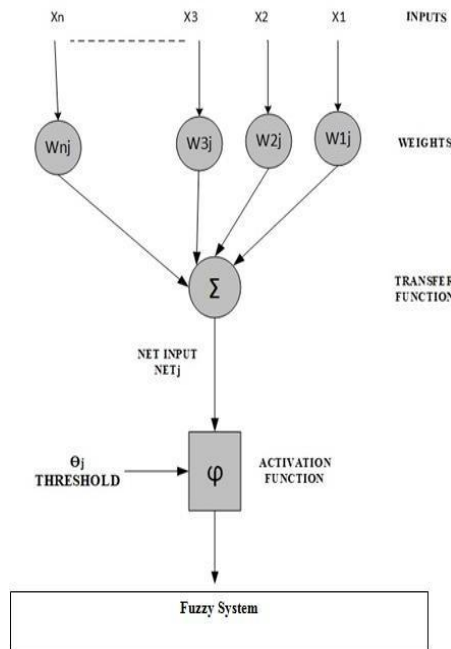 Xn X3 X2 X1 INPUTS
Wnj W3j W2j W1j WEIGHTS
Σ
TRANSFER
FUNCTION
NET INPUT
NETj
θj
THRESHOLD
φ
ACTIVATION
FUNCTION
Fuzzy System